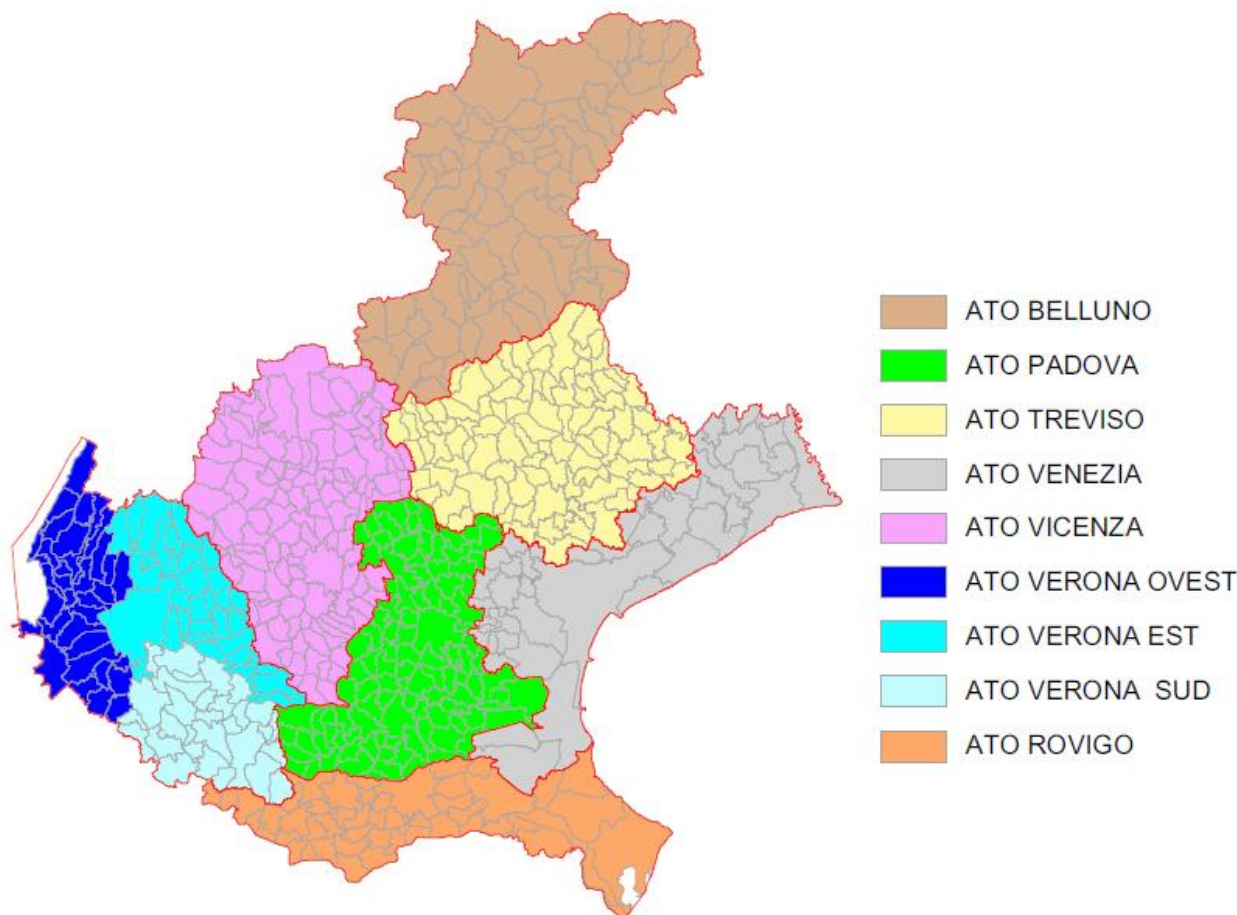 ATO BELLUNO
ATO PADOVA
ATO TREVISO
ATO VENEZIA
ATO VICENZA
ATO VERONA OVEST
ATO VERONA EST
ATO VERONA SUD
ATO ROVIGO